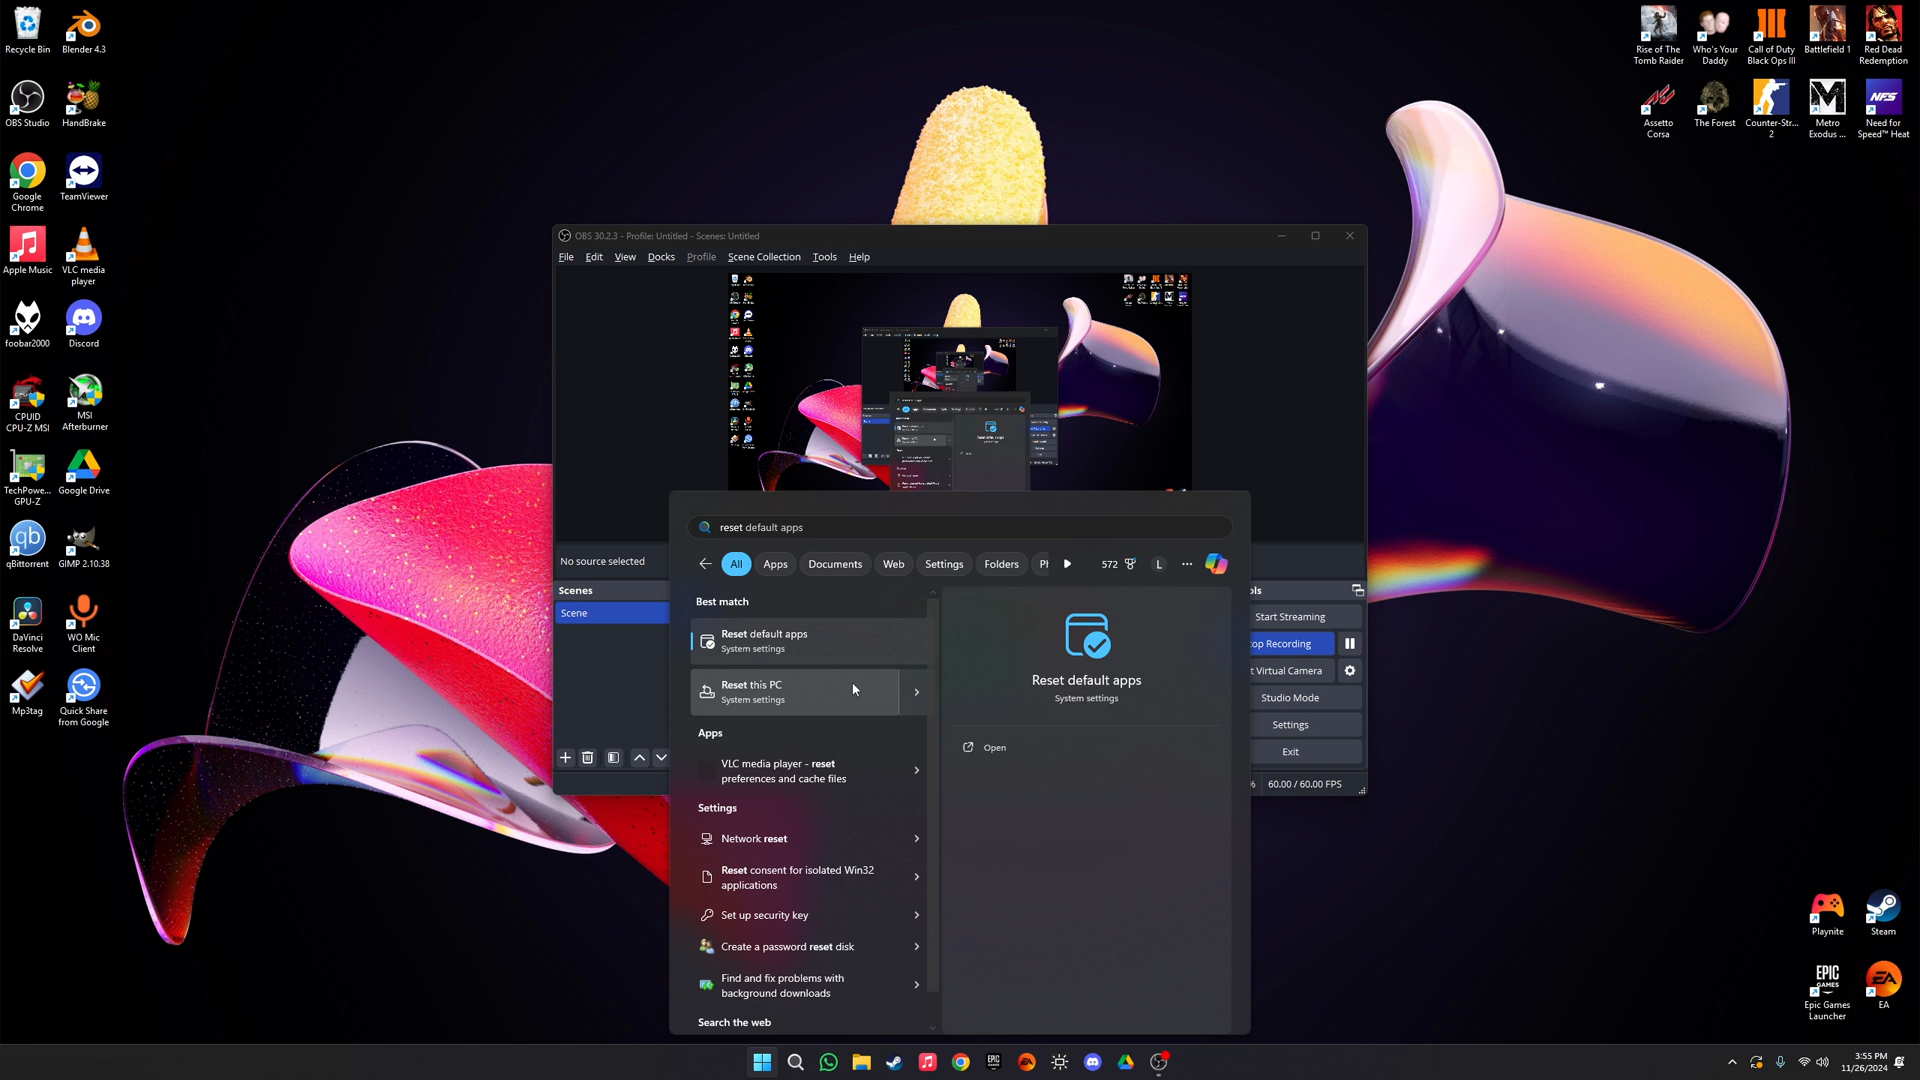 Recycle Bin
Blender 4.3
OBS Studio
HandBrake
Google
Chrome
TeamViewer
Apple Music
VLC media
player
foobar2000
Discord
CPUID
CPU-Z MSI
MSI
Afterburner
TechPowe...
GPU-Z
Google Drive
qBittorrent
GIMP 2.10.38
DaVinci
Resolve
WO Mic
Client
Mp3tag
Quick Share
from Google
Rise of The
Tomb Raider
Who's Your
Daddy
Call of Duty
Black Ops III
Battlefield 1
Red Dead
Redemption
Assetto
Corsa
The Forest
Counter-Str...
2
Metro
Exodus ...
Need for
Speed™ Heat
OBS 30.2.3 - Profile: Untitled - Scenes: Untitled
File Edit View Docks Profile Scene Collection Tools Help
No source selected
Scenes
Scene
Start Streaming
op Recording
t Virtual Camera
Studio Mode
Settings
Exit
% 60.00 / 60.00 FPS
reset default apps
All Apps Documents Web Settings Folders Ph 572 L ...
Best match
Reset default apps
System settings
Reset this PC
System settings
Apps
VLC media player - reset
preferences and cache files
Settings
Network reset
Reset consent for isolated Win32
applications
Set up security key
Create a password reset disk
Find and fix problems with
background downloads
Search the web
Reset default apps
System settings
Open
Playnite
Steam
EPIC
GAMES
Epic Games
Launcher
EA
EA
3:55 PM
11/26/2024